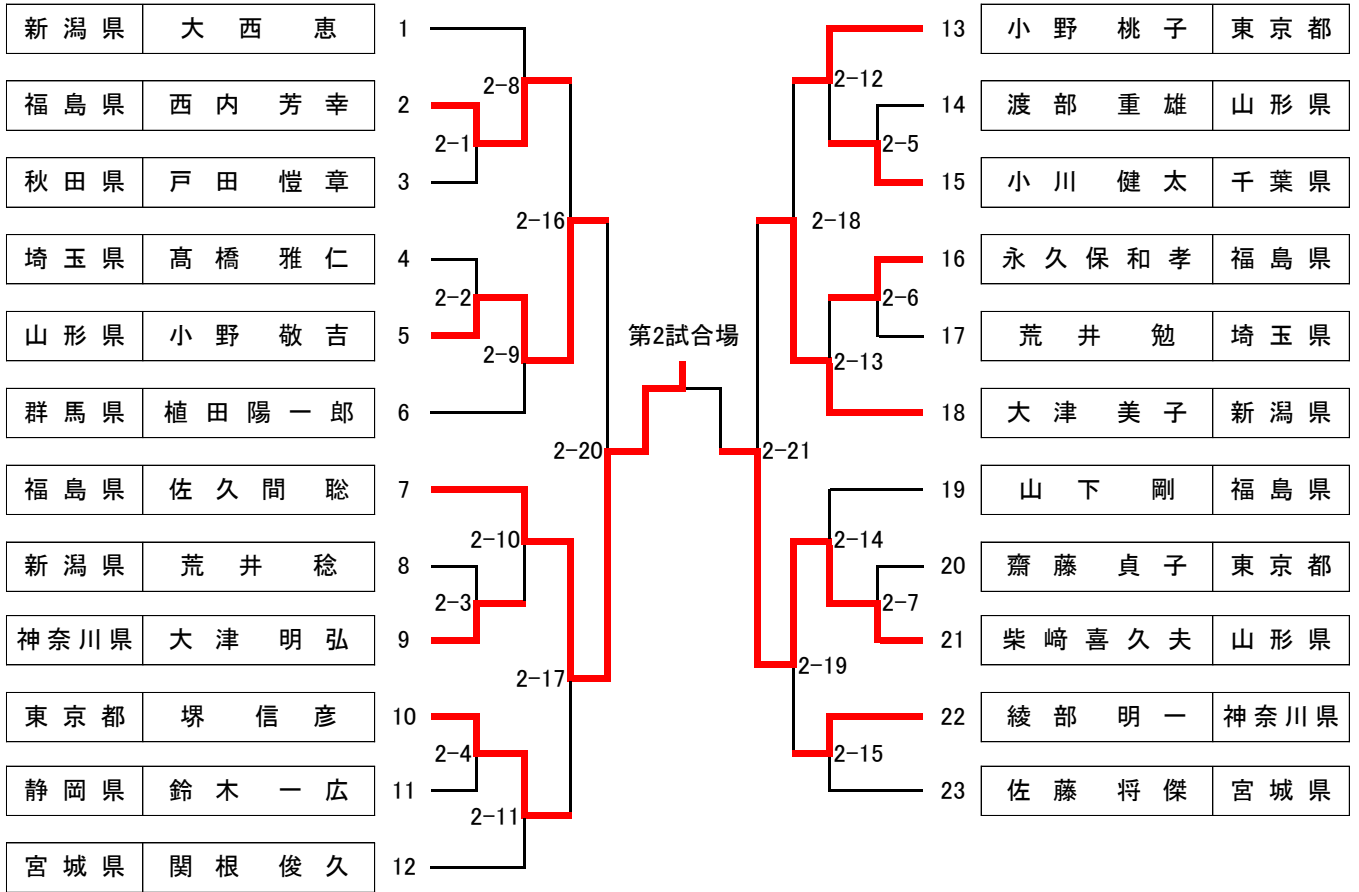 新潟県 大西 恵 1
2-8
福島県 西内 芳幸 2
2-1
秋田県 戸田 愷章 3
2-16
埼玉県 髙橋 雅仁 4
2-2
山形県 小野 敬吉 5
2-9
群馬県 植田陽一郎 6
2-20
福島県 佐久間 聡 7
2-10
新潟県 荒井 稔 8
2-3
神奈川県 大津 明弘 9
2-17
東京都 堺 信彦 10
2-4
静岡県 鈴木 一広 11
2-11
宮城県 関根 俊久 12
第2試合場
13 小野 桃子 東京都
2-12
14 渡部 重雄 山形県
2-5
15 小川 健太 千葉県
2-18
16 永久保和孝 福島県
2-6
17 荒井 勉 埼玉県
2-13
18 大津 美子 新潟県
2-21
19 山下 剛 福島県
2-14
20 齋藤 貞子 東京都
2-7
21 柴﨑喜久夫 山形県
2-19
22 綾部 明一 神奈川県
2-15
23 佐藤 将傑 宮城県